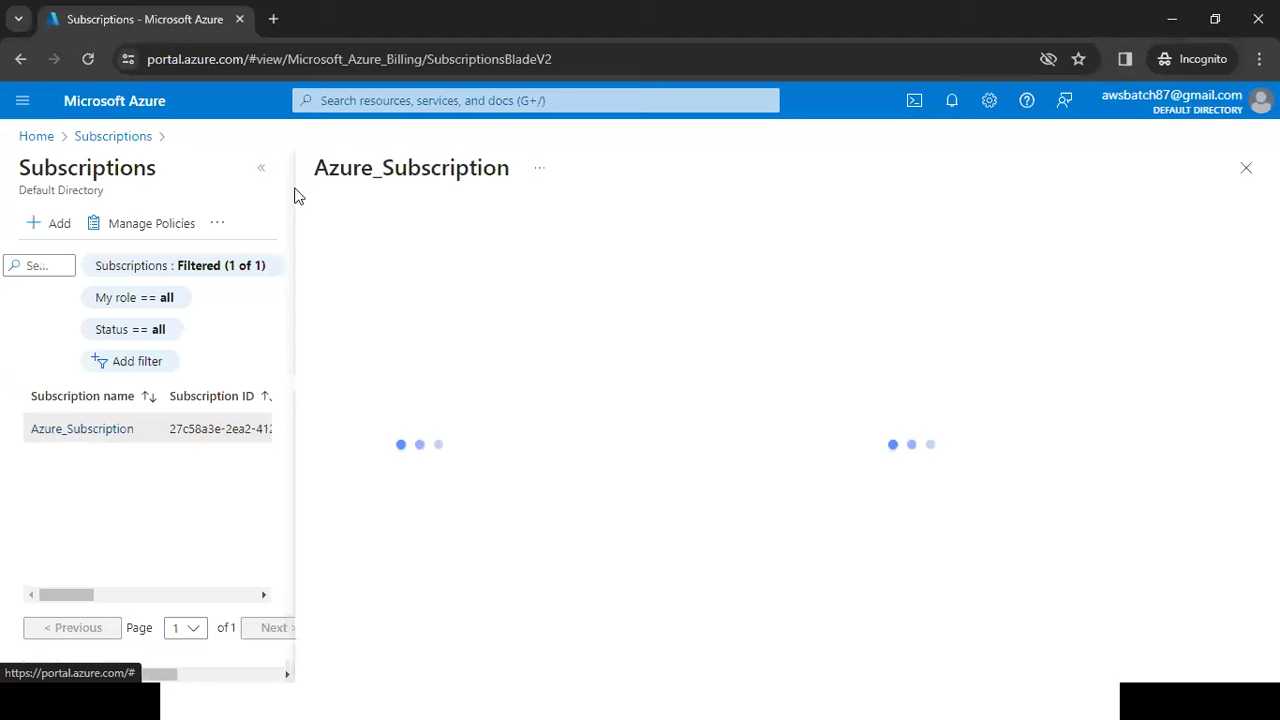 Subscriptions - Microsoft Azure
portal.azure.com/#view/Microsoft_Azure_Billing/SubscriptionsBladeV2
Incognito
Microsoft Azure
Search resources, services, and docs (G+/)
awsbatch87@gmail.com
DEFAULT DIRECTORY
Home > Subscriptions >
Subscriptions
«
Default Directory
Azure_Subscription
...
+ Add
Manage Policies
...
Se...
Subscriptions : Filtered (1 of 1)
My role == all
Status == all
Add filter
Subscription name
Subscription ID
Azure_Subscription
27c58a3e-2ea2-412
< Previous
Page
1
of 1
Next >
https://portal.azure.com/#